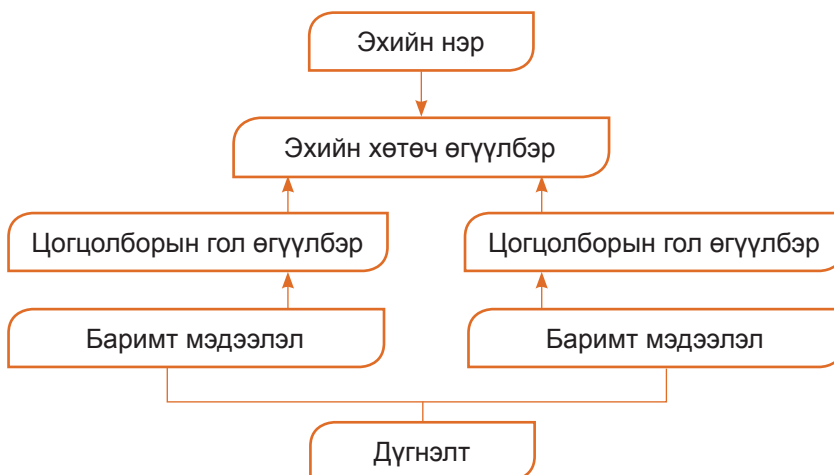 Эхийн нэр
Эхийн хөтөч өгүүлбэр
Цогцолборын гол өгүүлбэр
Цогцолборын гол өгүүлбэр
Баримт мэдээлэл
Баримт мэдээлэл
Дүгнэлт